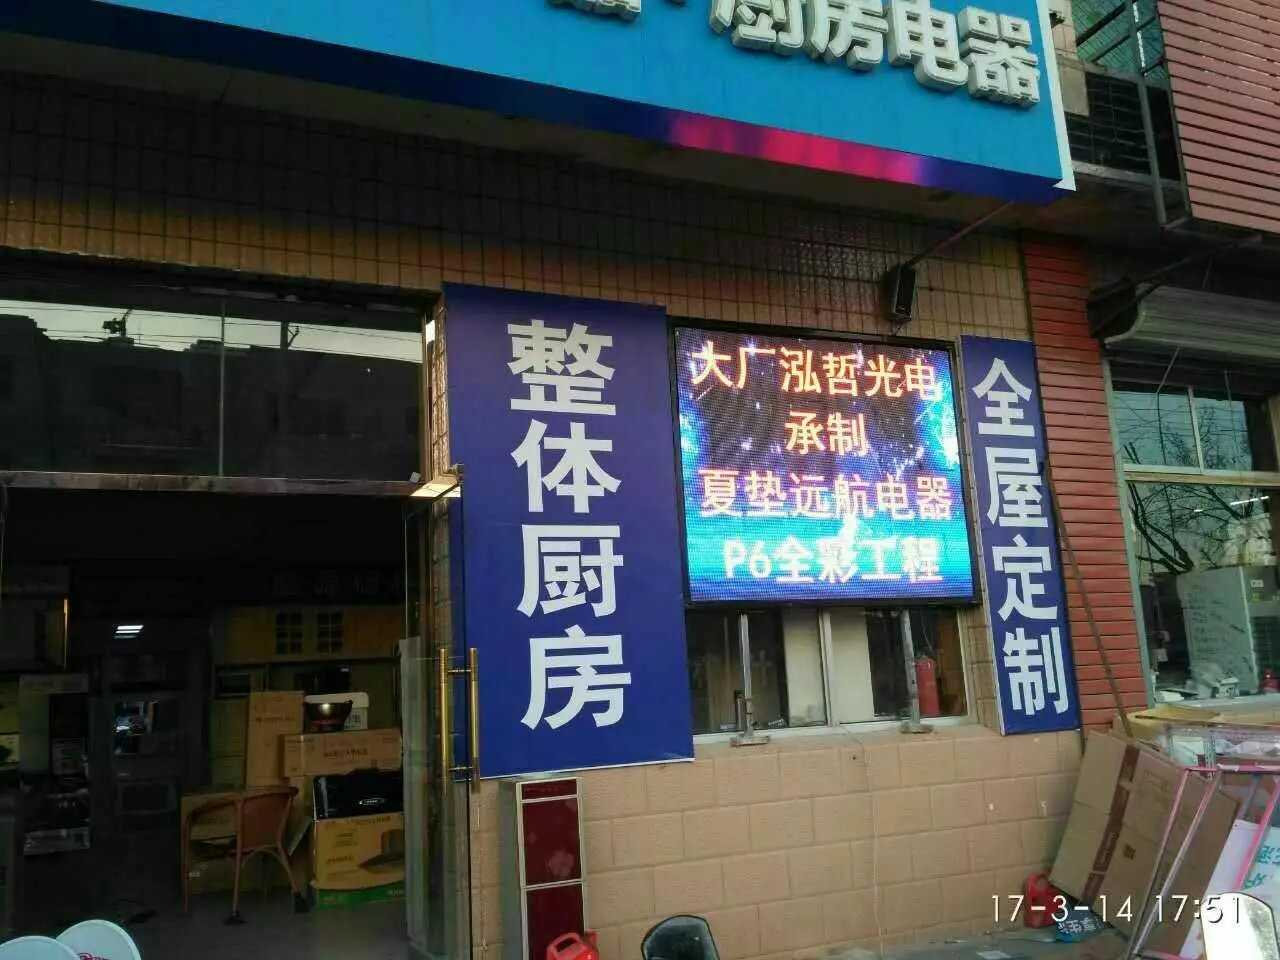 厨房电器
整体厨房
大厂泓哲光电
承制
夏垫远航电器
P6全彩工程
全屋定制
17-3-14 17:51